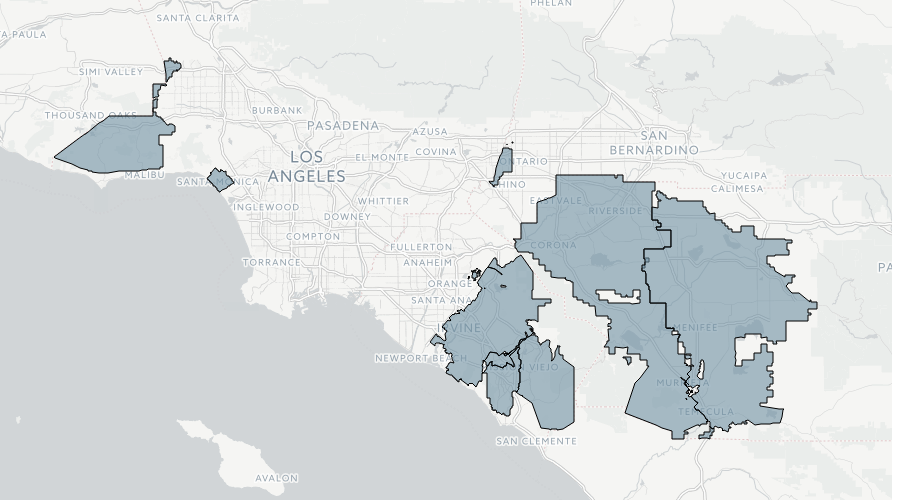 PHELAN
SANTA CLARITA
TA PAULA
SIMI VALLEY
THOUSAND OAKS
BURBANK
PASADENA
AZUSA
SAN
BERNARDINO
LOS
ANGELES
EL MONTE
COVINA
ONTARIO
MALIBU
SANTA MONICA
CHINO
YUCAIPA
CALIMESA
WHITTIER
EASTVALE
INGLEWOOD
DOWNEY
RIVERSIDE
COMPTON
FULLERTON
CORONA
TORRANCE
ANAHEIM
PA
ORANGE
SANTA ANA
IRVINE
MENIFEE
NEWPORT BEACH
VIEJO
MURRIETA
TEMECULA
SAN CLEMENTE
AVALON